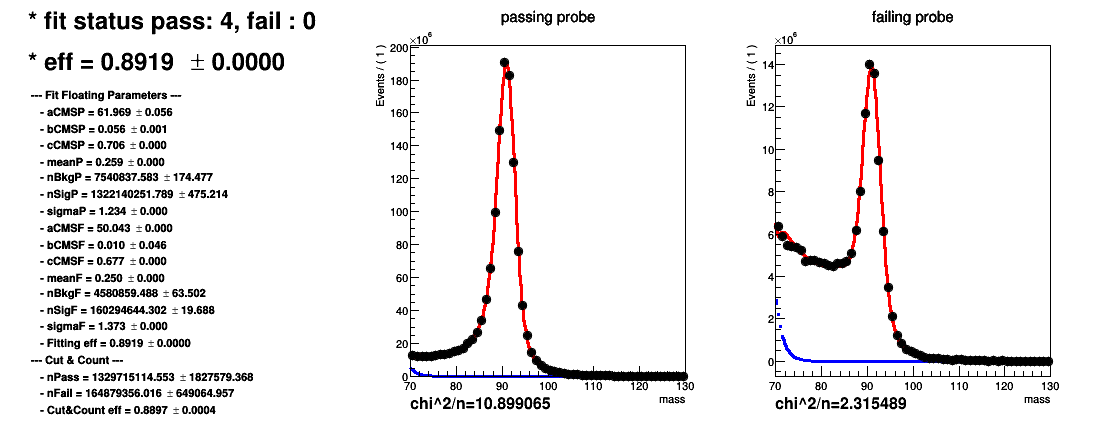 * fit status pass: 4, fail : 0
* eff = 0.8919 ± 0.0000
--- Fit Floating Parameters ---
- aCMSP = 61.969 ± 0.056
- bCMSP = 0.056 ± 0.001
- cCMSP = 0.706 ± 0.000
- meanP = 0.259 ± 0.000
- nBkgP = 7540837.583 ± 174.477
- nSigP = 1322140251.789 ± 475.214
- sigmaP = 1.234 ± 0.000
- aCMSF = 50.043 ± 0.000
- bCMSF = 0.010 ± 0.046
- cCMSF = 0.677 ± 0.000
- meanF = 0.250 ± 0.000
- nBkgF = 4580859.488 ± 63.502
- nSigF = 160294644.302 ± 19.688
- sigmaF = 1.373 ± 0.000
- Fitting eff = 0.8919 ± 0.0000
--- Cut & Count ---
- nPass = 1329715114.553 ± 1827579.368
- nFail = 164879356.016 ± 649064.957
- Cut&Count eff = 0.8897 ± 0.0004
passing probe
×10^6
Events / ( 1 )
200
180
160
140
120
100
80
60
40
20
0
70 80 90 100 110 120 130
mass
chi^2/n=10.899065
failing probe
×10^6
Events / ( 1 )
14
12
10
8
6
4
2
0
70 80 90 100 110 120 130
mass
chi^2/n=2.315489